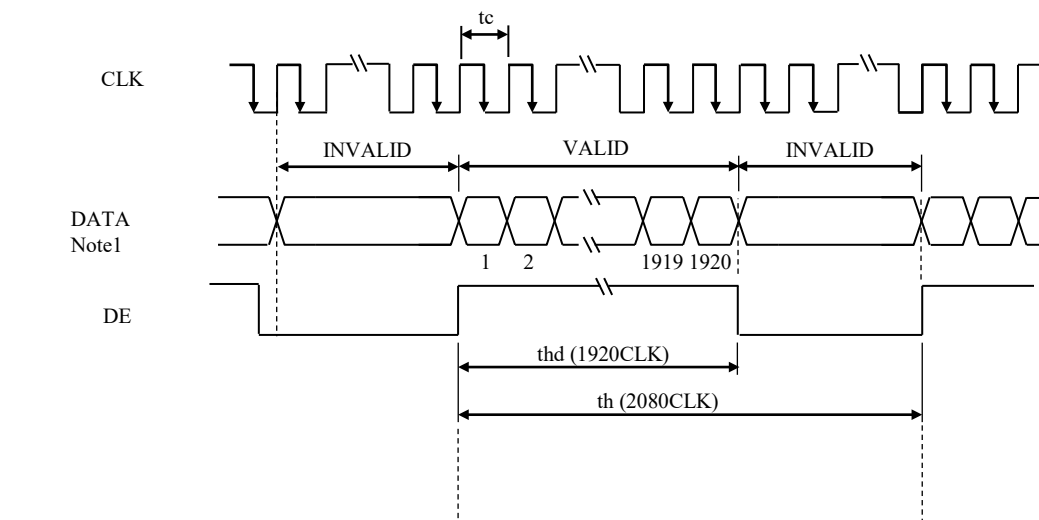 tc
CLK
INVALID VALID INVALID
DATA
Note1
1 2 1919 1920
DE
thd (1920CLK)
th (2080CLK)